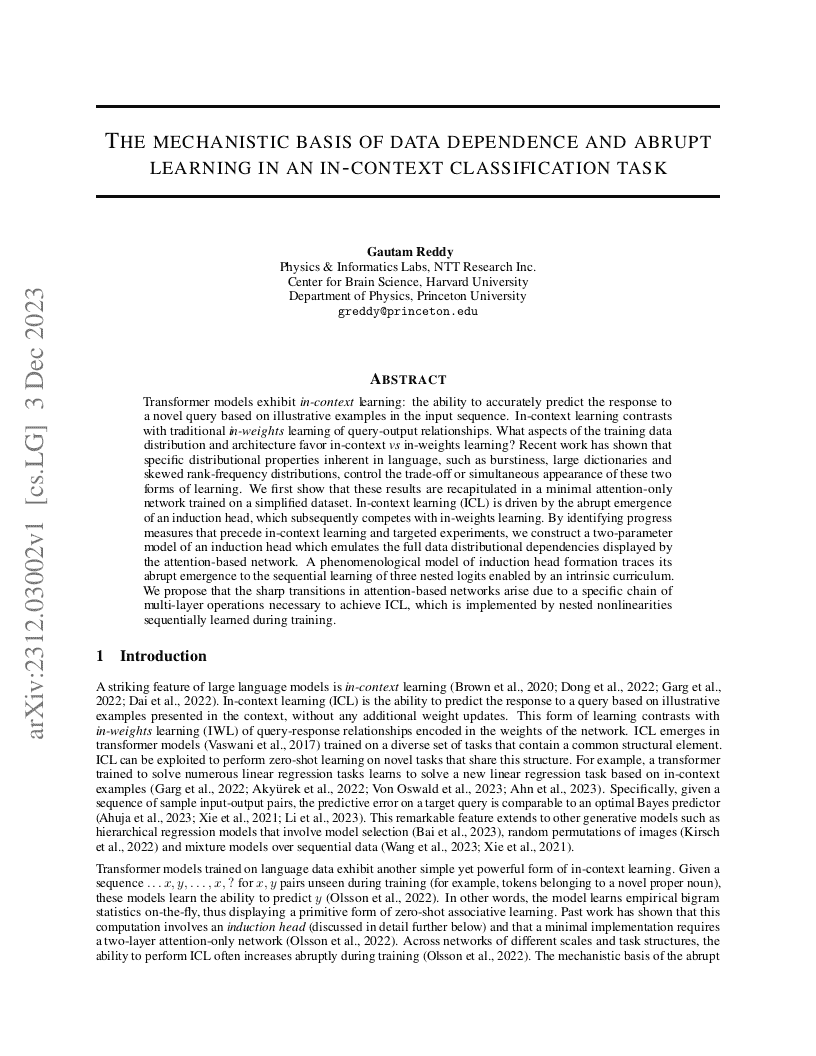 THE MECHANISTIC BASIS OF DATA DEPENDENCE AND ABRUPT
LEARNING IN AN IN-CONTEXT CLASSIFICATION TASK
Gautam Reddy
Physics & Informatics Labs, NTT Research Inc.
Center for Brain Science, Harvard University
Department of Physics, Princeton University
greddy@princeton.edu
ABSTRACT
Transformer models exhibit in-context learning: the ability to accurately predict the response to
a novel query based on illustrative examples in the input sequence. In-context learning contrasts
with traditional in-weights learning of query-output relationships. What aspects of the training data
distribution and architecture favor in-context vs in-weights learning? Recent work has shown that
specific distributional properties inherent in language, such as burstiness, large dictionaries and
skewed rank-frequency distributions, control the trade-off or simultaneous appearance of these two
forms of learning. We first show that these results are recapitulated in a minimal attention-only
network trained on a simplified dataset. In-context learning (ICL) is driven by the abrupt emergence
of an induction head, which subsequently competes with in-weights learning. By identifying progress
measures that precede in-context learning and targeted experiments, we construct a two-parameter
model of an induction head which emulates the full data distributional dependencies displayed by
the attention-based network. A phenomenological model of induction head formation traces its
abrupt emergence to the sequential learning of three nested logits enabled by an intrinsic curriculum.
We propose that the sharp transitions in attention-based networks arise due to a specific chain of
multi-layer operations necessary to achieve ICL, which is implemented by nested nonlinearities
sequentially learned during training.
1 Introduction
A striking feature of large language models is in-context learning (Brown et al., 2020; Dong et al., 2022; Garg et al.,
2022; Dai et al., 2022). In-context learning (ICL) is the ability to predict the response to a query based on illustrative
examples presented in the context, without any additional weight updates. This form of learning contrasts with
in-weights learning (IWL) of query-response relationships encoded in the weights of the network. ICL emerges in
transformer models (Vaswani et al., 2017) trained on a diverse set of tasks that contain a common structural element.
ICL can be exploited to perform zero-shot learning on novel tasks that share this structure. For example, a transformer
trained to solve numerous linear regression tasks learns to solve a new linear regression task based on in-context
examples (Garg et al., 2022; Akyürek et al., 2022; Von Oswald et al., 2023; Ahn et al., 2023). Specifically, given a
sequence of sample input-output pairs, the predictive error on a target query is comparable to an optimal Bayes predictor
(Ahuja et al., 2023; Xie et al., 2021; Li et al., 2023). This remarkable feature extends to other generative models such as
hierarchical regression models that involve model selection (Bai et al., 2023), random permutations of images (Kirsch
et al., 2022) and mixture models over sequential data (Wang et al., 2023; Xie et al., 2021).
Transformer models trained on language data exhibit another simple yet powerful form of in-context learning. Given a
sequence ... x, y, ..., x, ? for x, y pairs unseen during training (for example, tokens belonging to a novel proper noun),
these models learn the ability to predict y (Olsson et al., 2022). In other words, the model learns empirical bigram
statistics on-the-fly, thus displaying a primitive form of zero-shot associative learning. Past work has shown that this
computation involves an induction head (discussed in detail further below) and that a minimal implementation requires
a two-layer attention-only network (Olsson et al., 2022). Across networks of different scales and task structures, the
ability to perform ICL often increases abruptly during training (Olsson et al., 2022). The mechanistic basis of the abrupt
arXiv:2312.03002v1 [cs.LG] 3 Dec 2023